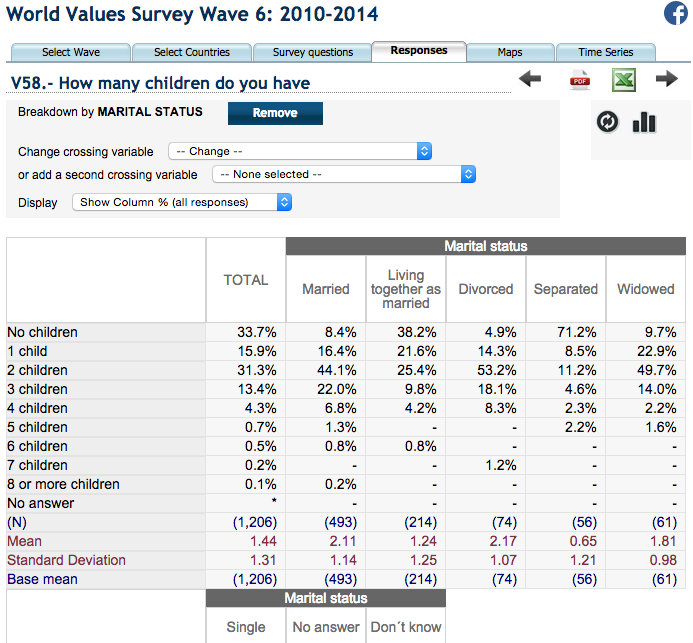 World Values Survey Wave 6: 2010-2014
f
Select Wave Select Countries Survey questions Responses Maps Time Series
V58.- How many children do you have
PDF X
Breakdown by MARITAL STATUS Remove
Change crossing variable -- Change --
or add a second crossing variable -- None selected --
Display Show Column % (all responses)
Marital status
TOTAL Married Living together as married Divorced Separated Widowed
No children 33.7% 8.4% 38.2% 4.9% 71.2% 9.7%
1 child 15.9% 16.4% 21.6% 14.3% 8.5% 22.9%
2 children 31.3% 44.1% 25.4% 53.2% 11.2% 49.7%
3 children 13.4% 22.0% 9.8% 18.1% 4.6% 14.0%
4 children 4.3% 6.8% 4.2% 8.3% 2.3% 2.2%
5 children 0.7% 1.3% - - 2.2% 1.6%
6 children 0.5% 0.8% 0.8% - - -
7 children 0.2% - - 1.2% - -
8 or more children 0.1% 0.2% - - - -
No answer * - - - - -
(N) (1,206) (493) (214) (74) (56) (61)
Mean 1.44 2.11 1.24 2.17 0.65 1.81
Standard Deviation 1.31 1.14 1.25 1.07 1.21 0.98
Base mean (1,206) (493) (214) (74) (56) (61)
Marital status
Single No answer Don´t know